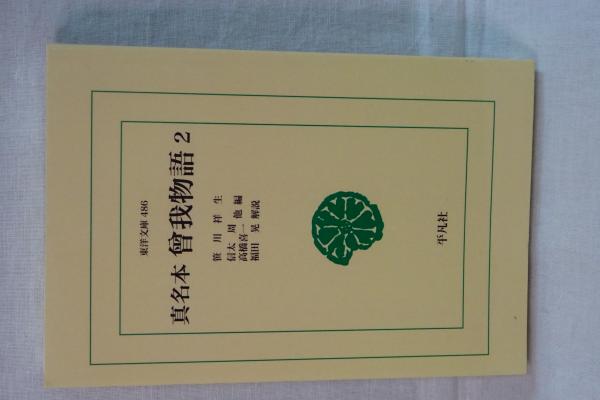 東洋文庫 486
真名本 曾我物語 2
笹川祥生
信太周 他編
高橋喜一
福田晃 解説
平凡社